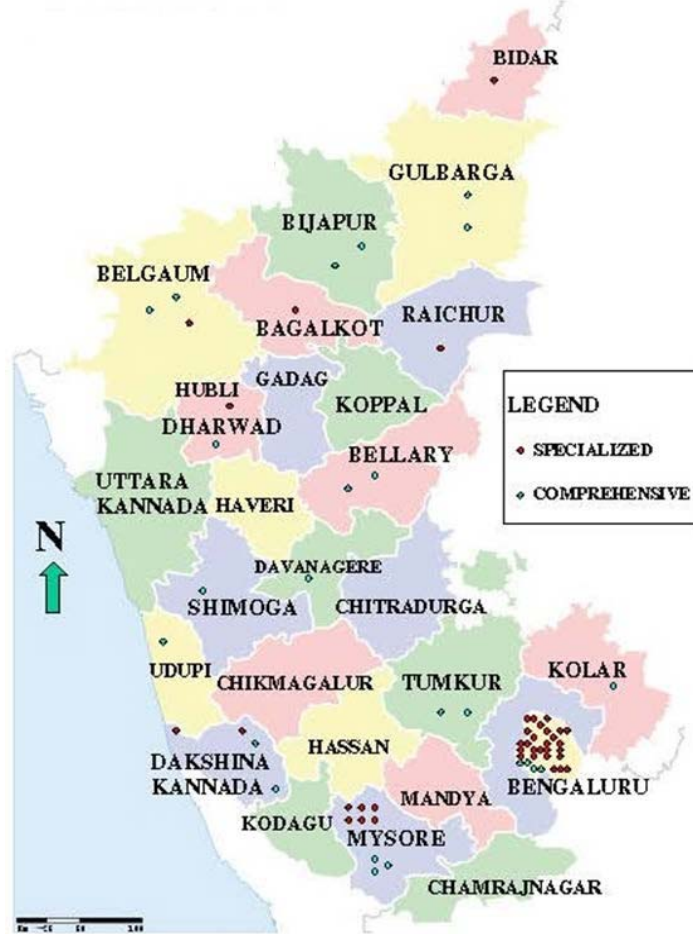 BIDAR
GULBARGA
BIJAPUR
BELGAUM
BAGALKOT
RAICHUR
GADAG
HUBLI
KOPPAL
DHARWAD
LEGEND
SPECIALIZED
COMPREHENSIVE
BELLARY
UTTARA
KANNADA
HAVERI
N
DAVANAGERE
SHIMOGA
CHITRADURGA
UDUPI
CHIKMAGALUR
TUMKUR
KOLAR
HASSAN
DAKSHINA
KANNADA
BENGALURU
MANDYA
KODAGU
MYSORE
CHAMRAJNAGAR